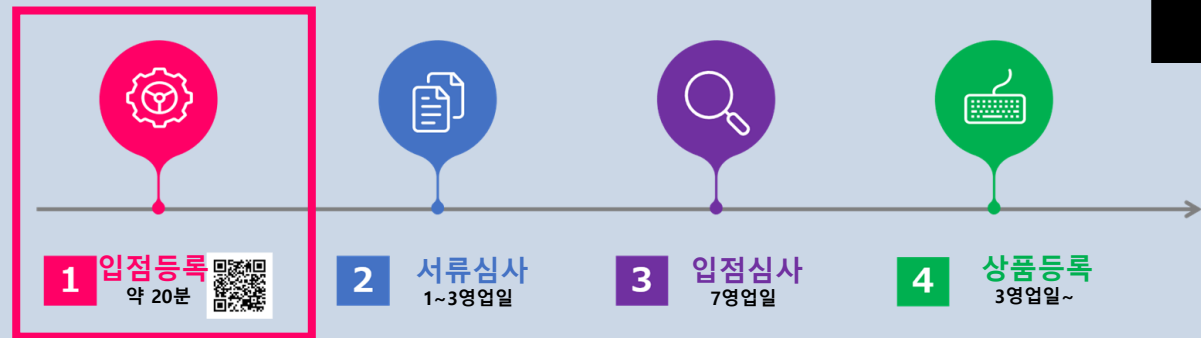 1 입점등록
약 20분
2 서류심사
1~3영업일
3 입점심사
7영업일
4 상품등록
3영업일~